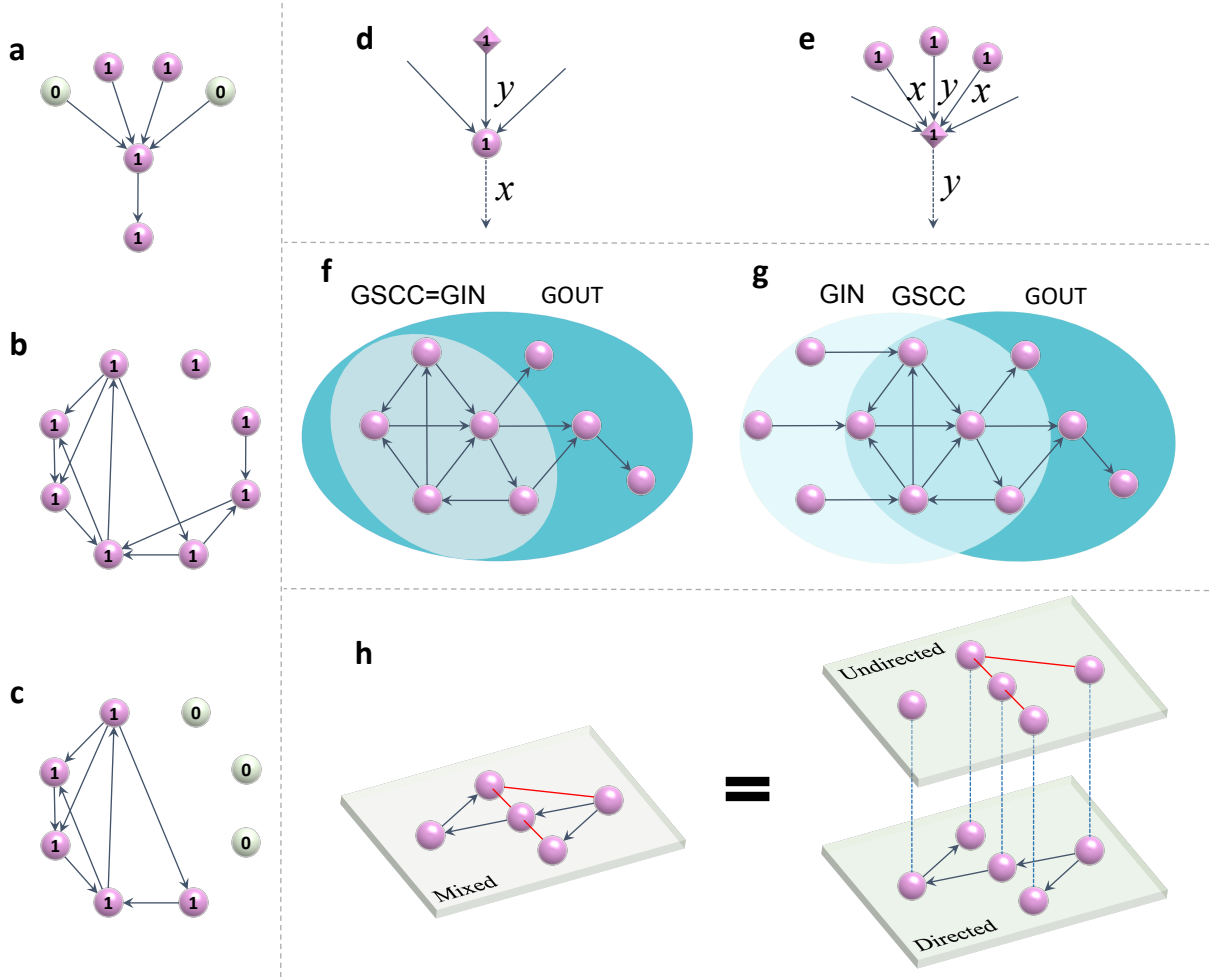 a
1 1
0 0
1
1
b
1 1
1 1
1 1
1 1
c
1 0
1 0
1 0
1 1
d
1
y
1
x
e
1 1 1
x y x
1
y
f
GSCC=GIN GOUT
g
GIN GSCC GOUT
h
Mixed
=
Undirected
Directed